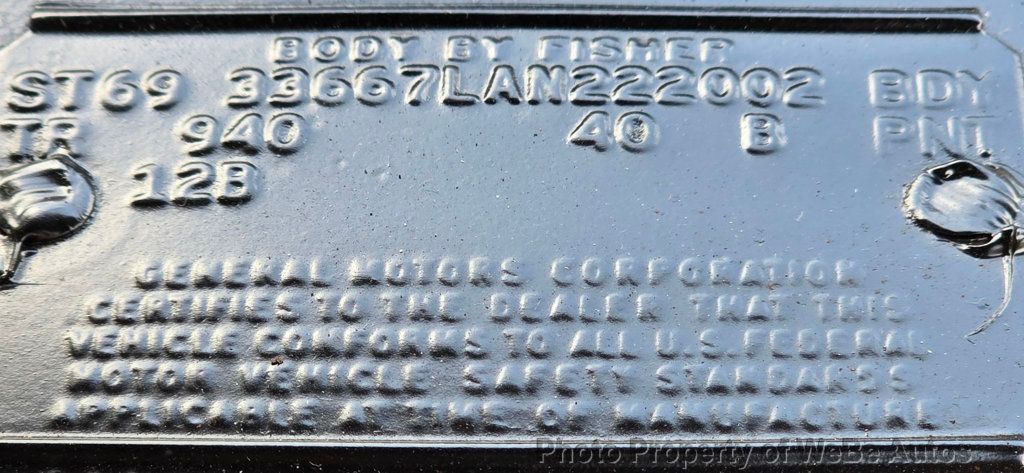 BODY BY FISHER
ST69 33667LAN222002 BDY
TR 940 40 B PNT
12B
GENERAL MOTORS CORPORATION
CERTIFIES TO THE DEALER THAT THIS
VEHICLE CONFORMS TO ALL U.S. FEDERAL
MOTOR VEHICLE SAFETY STANDARDS
APPLICABLE AT TIME OF MANUFACTURE
Photo Property of WeBe Autos